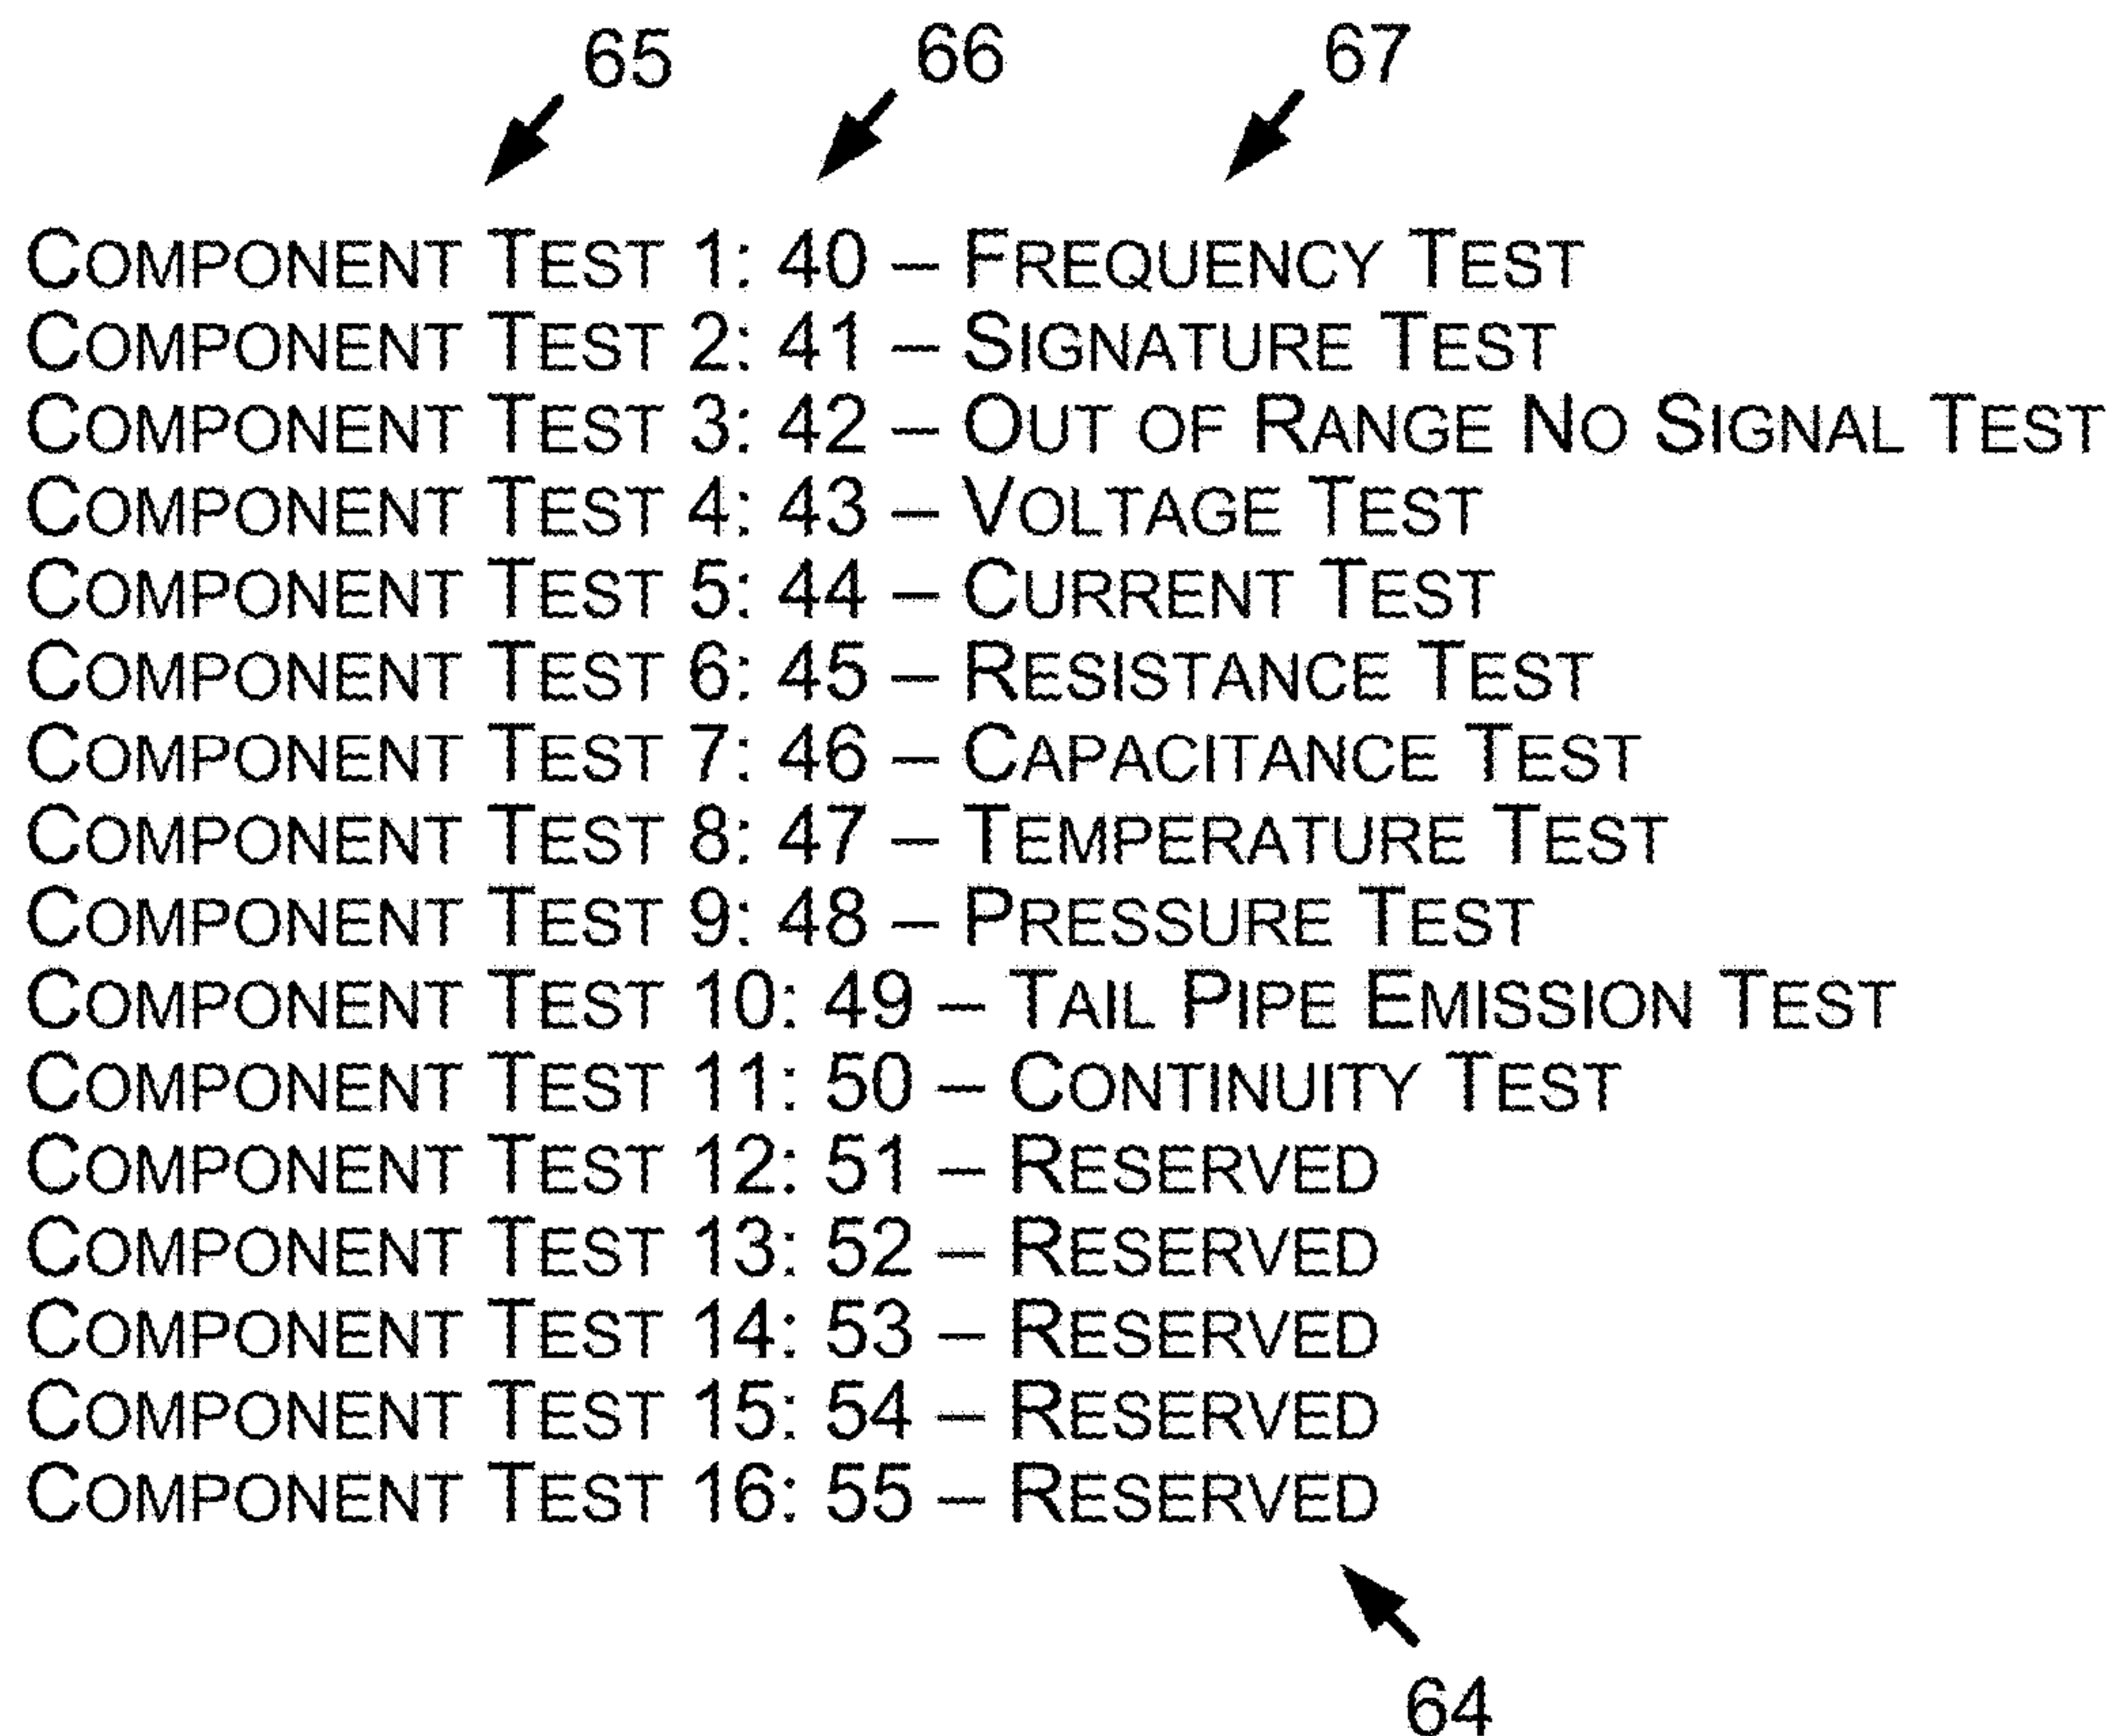 65 66 67
COMPONENT TEST 1: 40 – FREQUENCY TEST
COMPONENT TEST 2: 41 – SIGNATURE TEST
COMPONENT TEST 3: 42 – OUT OF RANGE NO SIGNAL TEST
COMPONENT TEST 4: 43 – VOLTAGE TEST
COMPONENT TEST 5: 44 – CURRENT TEST
COMPONENT TEST 6: 45 – RESISTANCE TEST
COMPONENT TEST 7: 46 – CAPACITANCE TEST
COMPONENT TEST 8: 47 – TEMPERATURE TEST
COMPONENT TEST 9: 48 – PRESSURE TEST
COMPONENT TEST 10: 49 – TAIL PIPE EMISSION TEST
COMPONENT TEST 11: 50 – CONTINUITY TEST
COMPONENT TEST 12: 51 – RESERVED
COMPONENT TEST 13: 52 – RESERVED
COMPONENT TEST 14: 53 – RESERVED
COMPONENT TEST 15: 54 – RESERVED
COMPONENT TEST 16: 55 – RESERVED
64